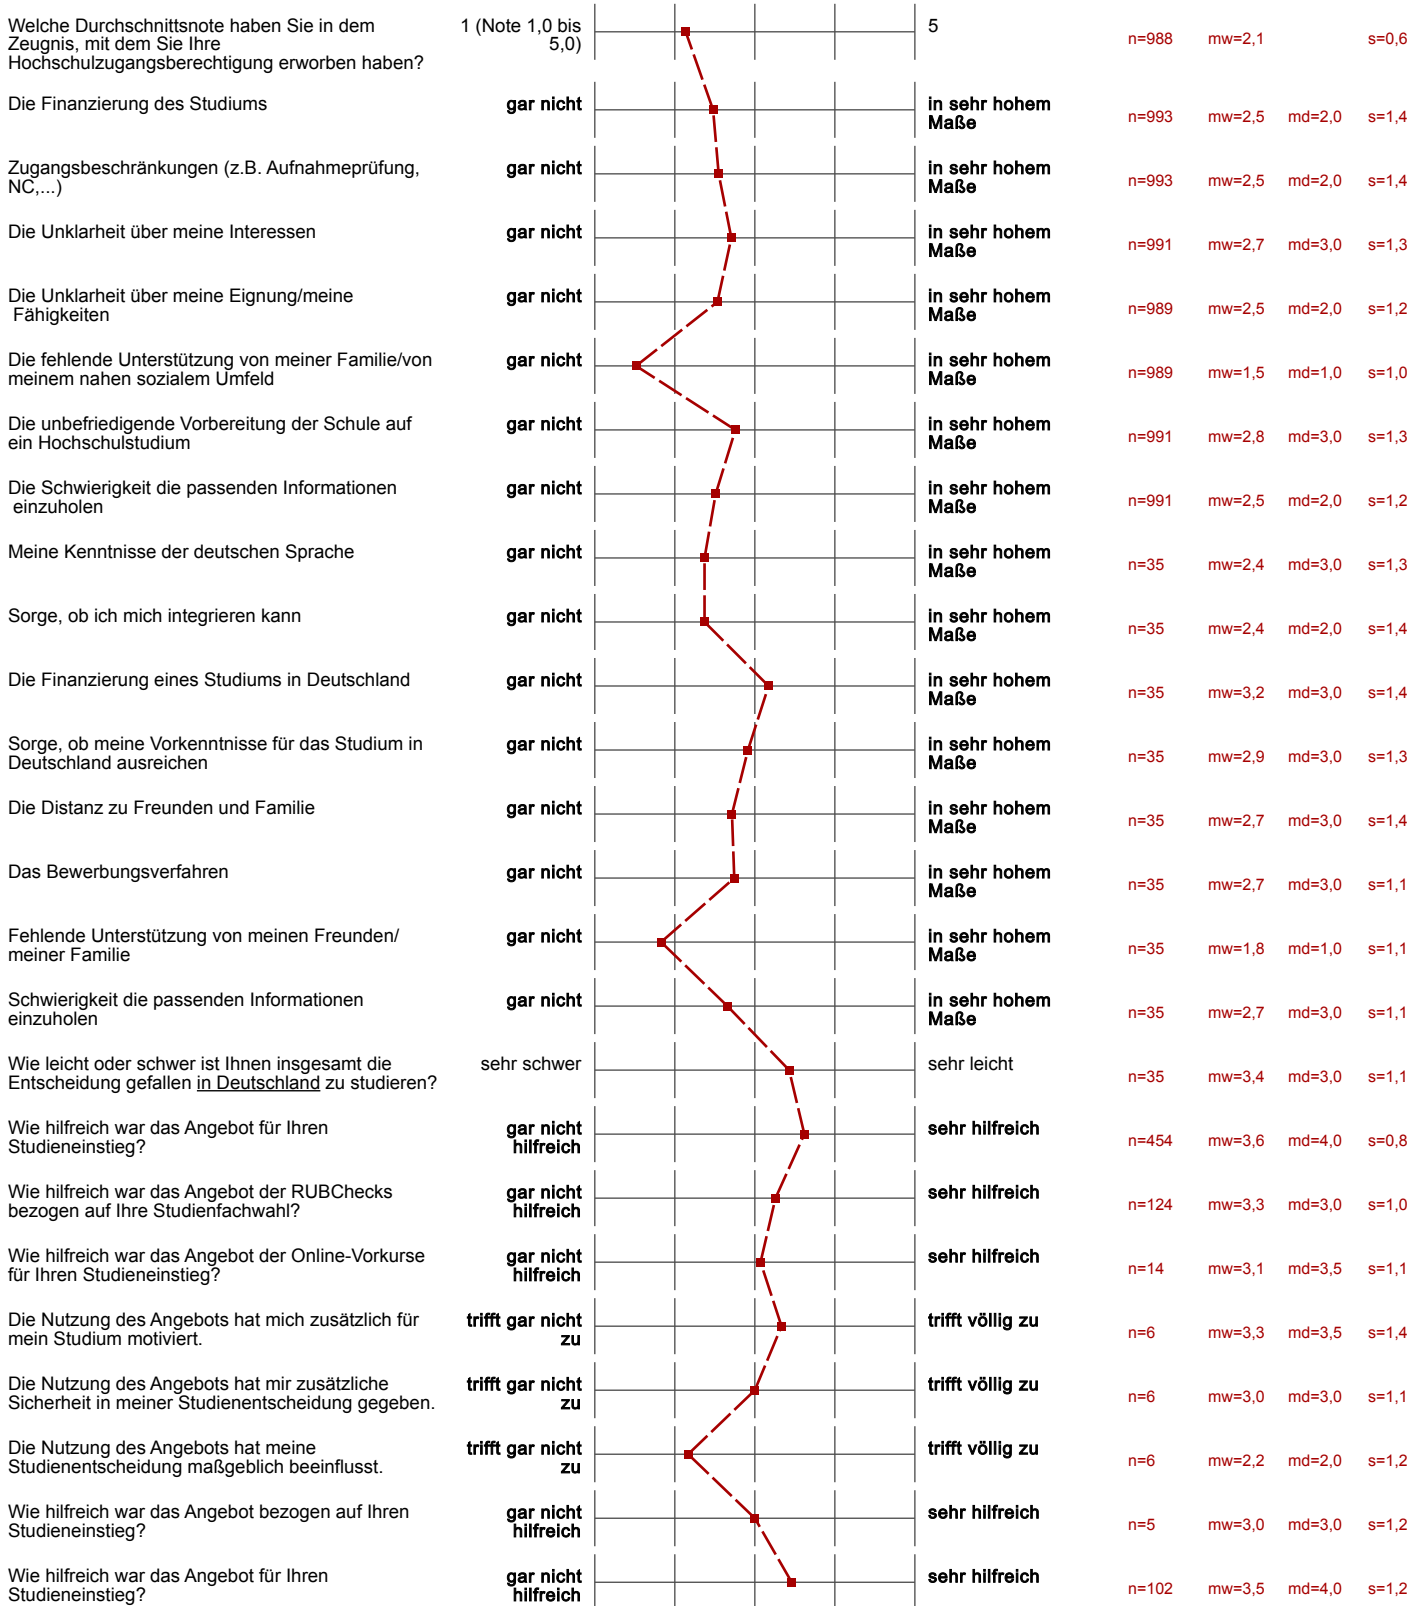 Welche Durchschnittsnote haben Sie in dem
Zeugnis, mit dem Sie Ihre
Hochschulzugangsberechtigung erworben haben?
1 (Note 1,0 bis
5,0)
5
n=988 mw=2,1 s=0,6
Die Finanzierung des Studiums
gar nicht
in sehr hohem
Maße
n=993 mw=2,5 md=2,0 s=1,4
Zugangsbeschränkungen (z.B. Aufnahmeprüfung,
NC,...)
gar nicht
in sehr hohem
Maße
n=993 mw=2,5 md=2,0 s=1,4
Die Unklarheit über meine Interessen
gar nicht
in sehr hohem
Maße
n=991 mw=2,7 md=3,0 s=1,3
Die Unklarheit über meine Eignung/meine
Fähigkeiten
gar nicht
in sehr hohem
Maße
n=989 mw=2,5 md=2,0 s=1,2
Die fehlende Unterstützung von meiner Familie/von
meinem nahen sozialem Umfeld
gar nicht
in sehr hohem
Maße
n=989 mw=1,5 md=1,0 s=1,0
Die unbefriedigende Vorbereitung der Schule auf
ein Hochschulstudium
gar nicht
in sehr hohem
Maße
n=991 mw=2,8 md=3,0 s=1,3
Die Schwierigkeit die passenden Informationen
einzuholen
gar nicht
in sehr hohem
Maße
n=991 mw=2,5 md=2,0 s=1,2
Meine Kenntnisse der deutschen Sprache
gar nicht
in sehr hohem
Maße
n=35 mw=2,4 md=3,0 s=1,3
Sorge, ob ich mich integrieren kann
gar nicht
in sehr hohem
Maße
n=35 mw=2,4 md=2,0 s=1,4
Die Finanzierung eines Studiums in Deutschland
gar nicht
in sehr hohem
Maße
n=35 mw=3,2 md=3,0 s=1,4
Sorge, ob meine Vorkenntnisse für das Studium in
Deutschland ausreichen
gar nicht
in sehr hohem
Maße
n=35 mw=2,9 md=3,0 s=1,3
Die Distanz zu Freunden und Familie
gar nicht
in sehr hohem
Maße
n=35 mw=2,7 md=3,0 s=1,4
Das Bewerbungsverfahren
gar nicht
in sehr hohem
Maße
n=35 mw=2,7 md=3,0 s=1,1
Fehlende Unterstützung von meinen Freunden/
meiner Familie
gar nicht
in sehr hohem
Maße
n=35 mw=1,8 md=1,0 s=1,1
Schwierigkeit die passenden Informationen
einzuholen
gar nicht
in sehr hohem
Maße
n=35 mw=2,7 md=3,0 s=1,1
Wie leicht oder schwer ist Ihnen insgesamt die
Entscheidung gefallen in Deutschland zu studieren?
sehr schwer
sehr leicht
n=35 mw=3,4 md=3,0 s=1,1
Wie hilfreich war das Angebot für Ihren
Studieneinstieg?
gar nicht
hilfreich
sehr hilfreich
n=454 mw=3,6 md=4,0 s=0,8
Wie hilfreich war das Angebot der RUBChecks
bezogen auf Ihre Studienfachwahl?
gar nicht
hilfreich
sehr hilfreich
n=124 mw=3,3 md=3,0 s=1,0
Wie hilfreich war das Angebot der Online-Vorkurse
für Ihren Studieneinstieg?
gar nicht
hilfreich
sehr hilfreich
n=14 mw=3,1 md=3,5 s=1,1
Die Nutzung des Angebots hat mich zusätzlich für
mein Studium motiviert.
trifft gar nicht
zu
trifft völlig zu
n=6 mw=3,3 md=3,5 s=1,4
Die Nutzung des Angebots hat mir zusätzliche
Sicherheit in meiner Studienentscheidung gegeben.
trifft gar nicht
zu
trifft völlig zu
n=6 mw=3,0 md=3,0 s=1,1
Die Nutzung des Angebots hat meine
Studienentscheidung maßgeblich beeinflusst.
trifft gar nicht
zu
trifft völlig zu
n=6 mw=2,2 md=2,0 s=1,2
Wie hilfreich war das Angebot bezogen auf Ihren
Studieneinstieg?
gar nicht
hilfreich
sehr hilfreich
n=5 mw=3,0 md=3,0 s=1,2
Wie hilfreich war das Angebot für Ihren
Studieneinstieg?
gar nicht
hilfreich
sehr hilfreich
n=102 mw=3,5 md=4,0 s=1,2